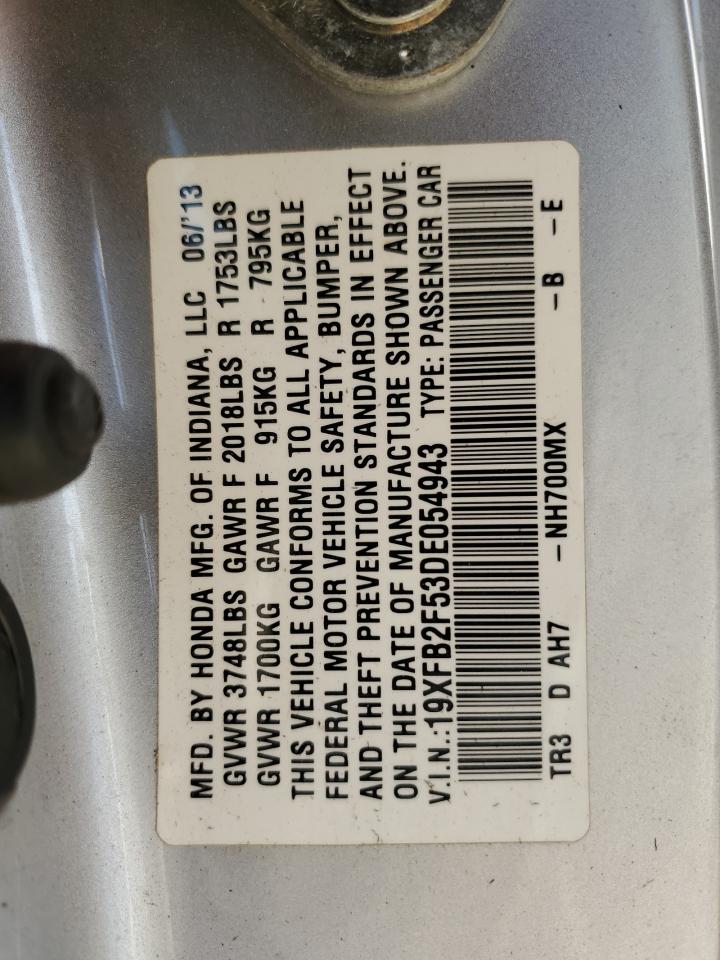 MFD. BY HONDA MFG. OF INDIANA, LLC 06/'13
GVWR 3748LBS GAWR F 2018LBS R 1753LBS
GVWR 1700KG GAWR F 915KG R 795KG
THIS VEHICLE CONFORMS TO ALL APPLICABLE
FEDERAL MOTOR VEHICLE SAFETY, BUMPER,
AND THEFT PREVENTION STANDARDS IN EFFECT
ON THE DATE OF MANUFACTURE SHOWN ABOVE.
V.I.N.:19XFB2F53DE054943 TYPE: PASSENGER CAR
TR3 D AH7 –NH700MX –B –E